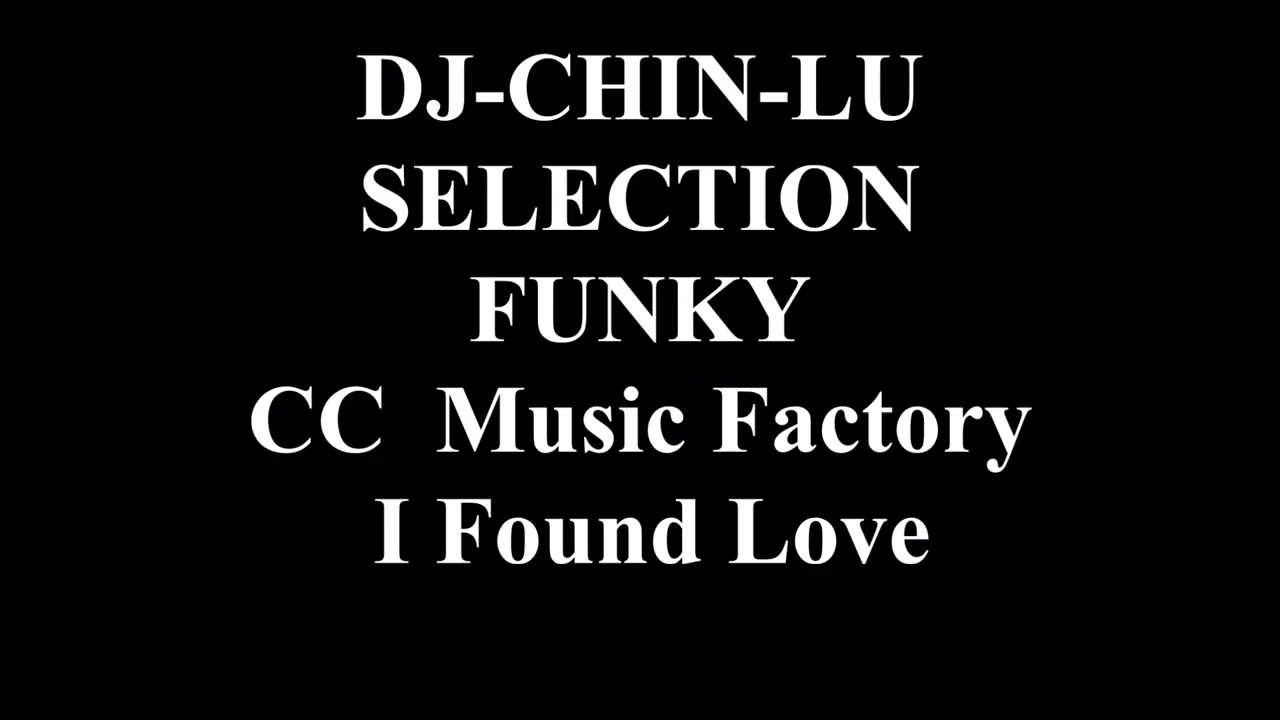 DJ-CHIN-LU
SELECTION
FUNKY
CC  Music Factory
I Found Love